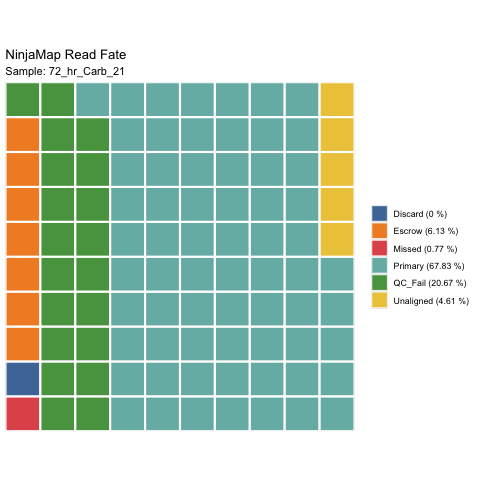 NinjaMap Read Fate
Sample: 72_hr_Carb_21
Discard (0 %)
Escrow (6.13 %)
Missed (0.77 %)
Primary (67.83 %)
QC_Fail (20.67 %)
Unaligned (4.61 %)